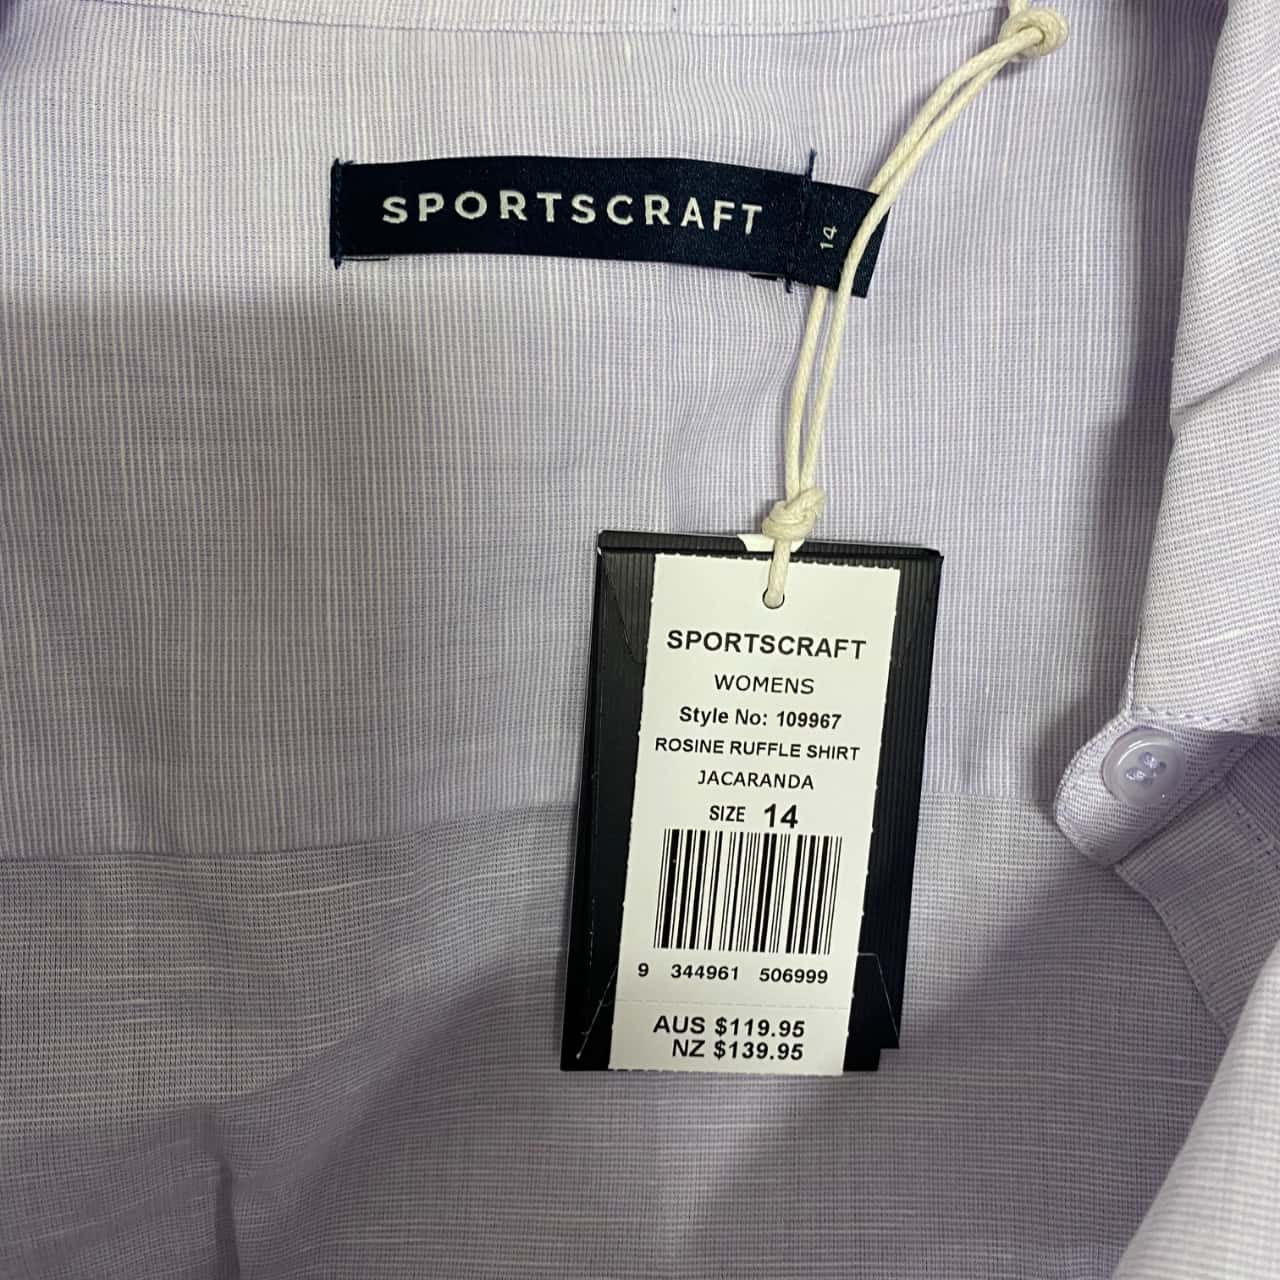 SPORTSCRAFT
14
SPORTSCRAFT
WOMENS
Style No: 109967
ROSINE RUFFLE SHIRT
JACARANDA
SIZE 14
9 344961 506999
AUS $119.95
NZ $139.95